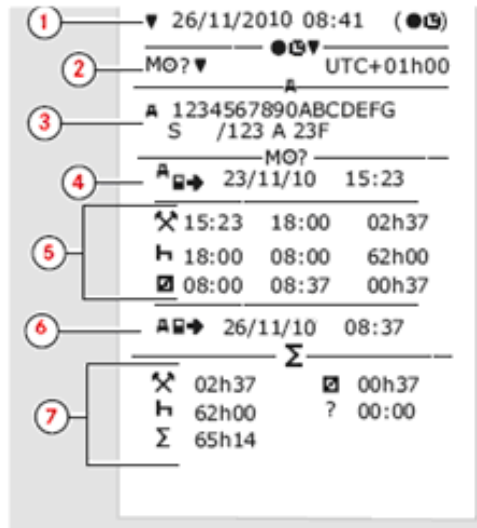 1 ▼ 26/11/2010 08:41 (●◷)
2 M⊙?▼ UTC+01h00
3 1234567890ABCDEFG
S /123 A 23F
M⊙?
4 23/11/10 15:23
5 15:23 18:00 02h37
18:00 08:00 62h00
08:00 08:37 00h37
6 26/11/10 08:37
Σ
7 02h37 00h37
62h00 ? 00:00
Σ 65h14